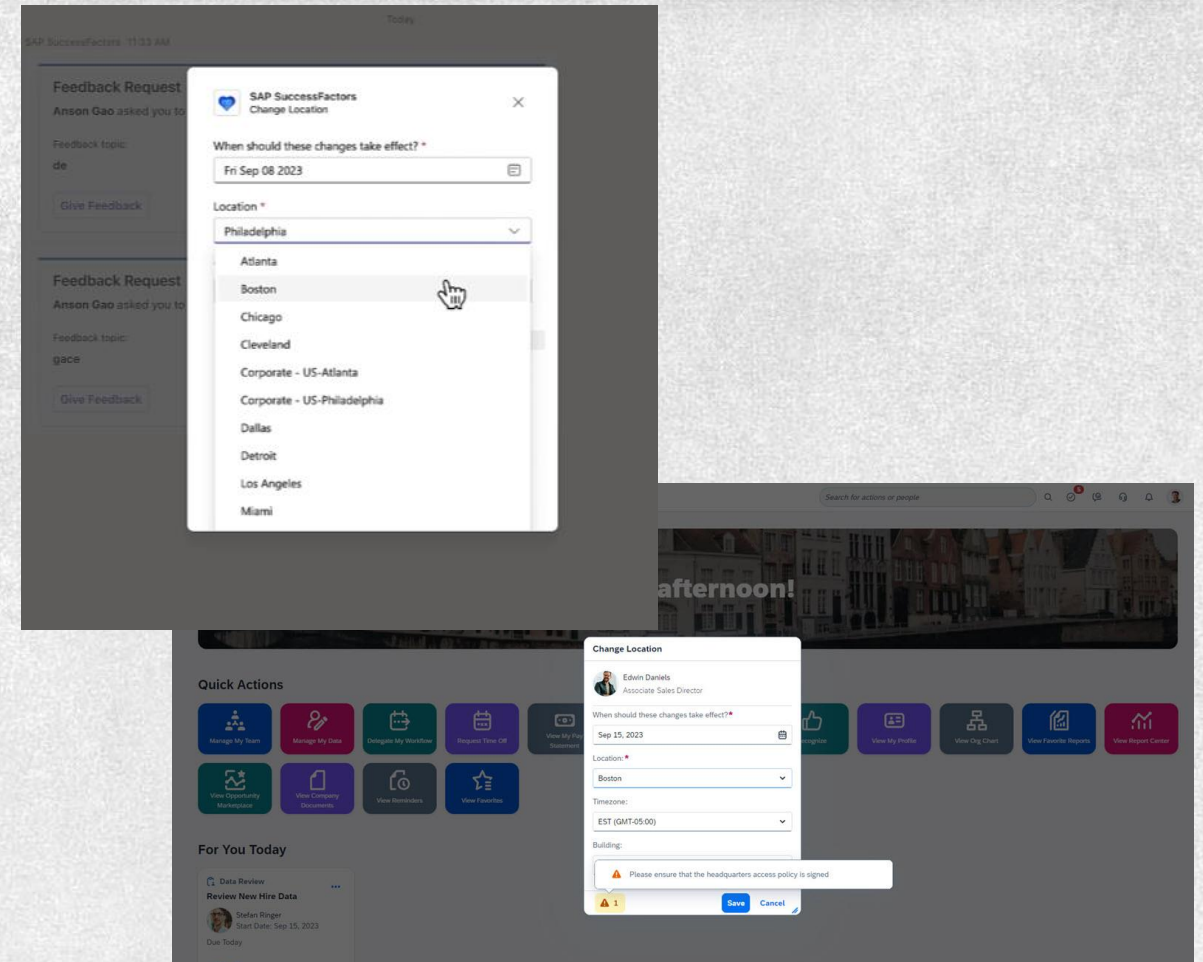 Today
SAP SuccessFactors 11:33 AM
Feedback Request
Anson Gao asked you to
Feedback topic:
de
Give Feedback
Feedback Request
Anson Gao asked you to
Feedback topic:
gace
Give Feedback
SAP SuccessFactors
Change Location
When should these changes take effect? *
Fri Sep 08 2023
Location *
Philadelphia
Atlanta
Boston
Chicago
Cleveland
Corporate - US-Atlanta
Corporate - US-Philadelphia
Dallas
Detroit
Los Angeles
Miami
Search for actions or people
afternoon!
Quick Actions
Manage My Team
Manage My Data
Delegate My Workflow
Request Time Off
View My Pay
Statement
View My Profile
View Org Chart
View Favorite Reports
View Report Center
View Opportunity
Marketplace
View Company
Documents
View Reminders
View Favorites
For You Today
Data Review
Review New Hire Data
Stefan Ringer
Start Date: Sep 15, 2023
Due Today
Change Location
Edwin Daniels
Associate Sales Director
When should these changes take effect?*
Sep 15, 2023
Location:*
Boston
Timezone:
EST (GMT-05:00)
Building:
Please ensure that the headquarters access policy is signed
1
Save
Cancel